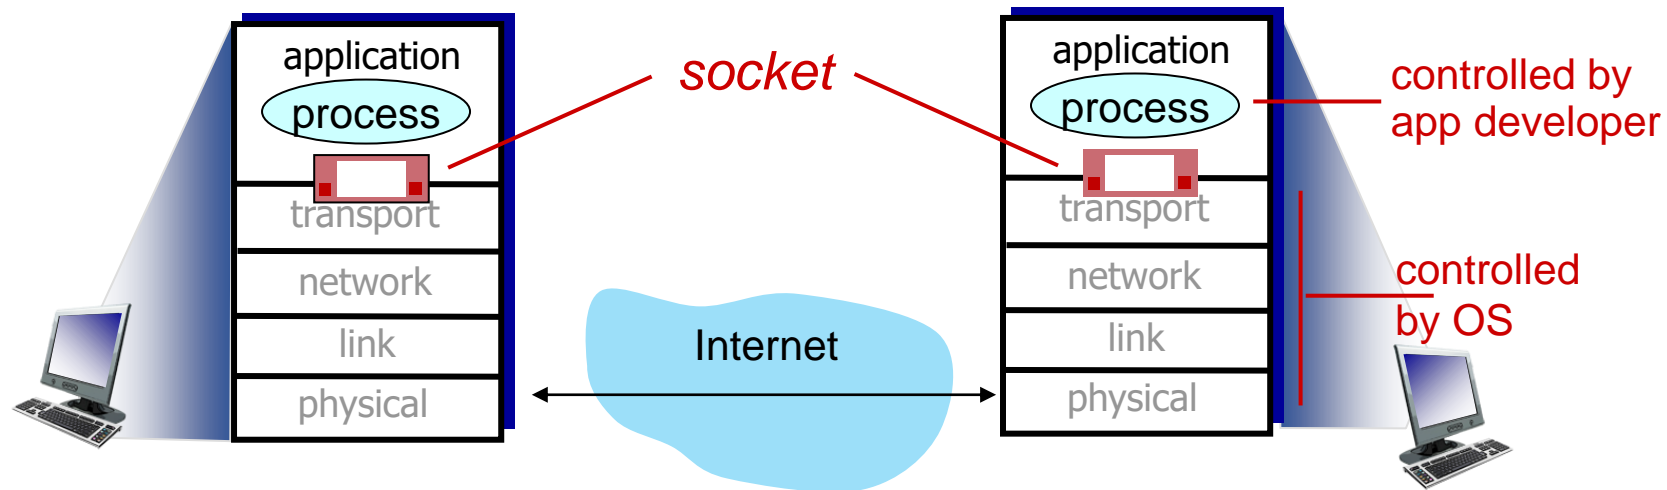 application
process
transport
network
link
physical
socket
Internet
application
process
transport
network
link
physical
controlled by
app developer
controlled
by OS